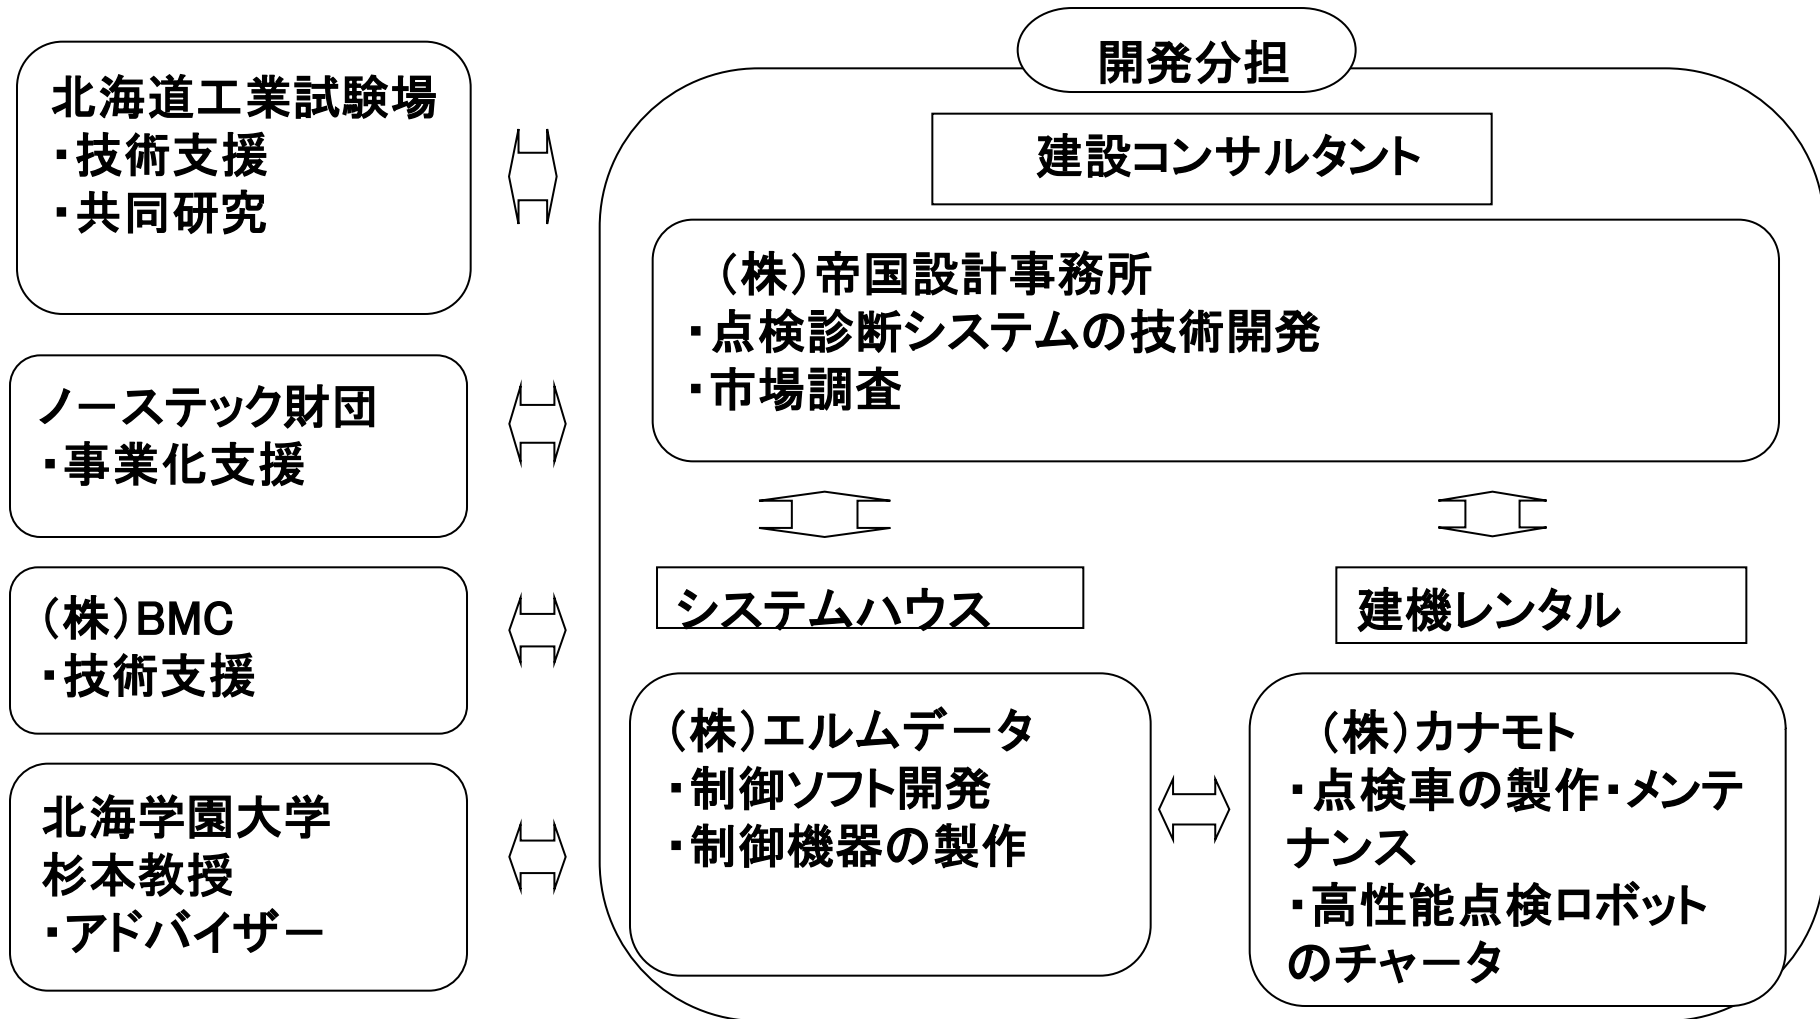 北海道工業試験場
・技術支援
・共同研究
ノーステック財団
・事業化支援
（株）BMC
・技術支援
北海学園大学
杉本教授
・アドバイザー
開発分担
建設コンサルタント
（株）帝国設計事務所
・点検診断システムの技術開発
・市場調査
システムハウス
（株）エルムデータ
・制御ソフト開発
・制御機器の製作
建機レンタル
（株）カナモト
・点検車の製作・メンテ
ナンス
・高性能点検ロボット
のチャータ